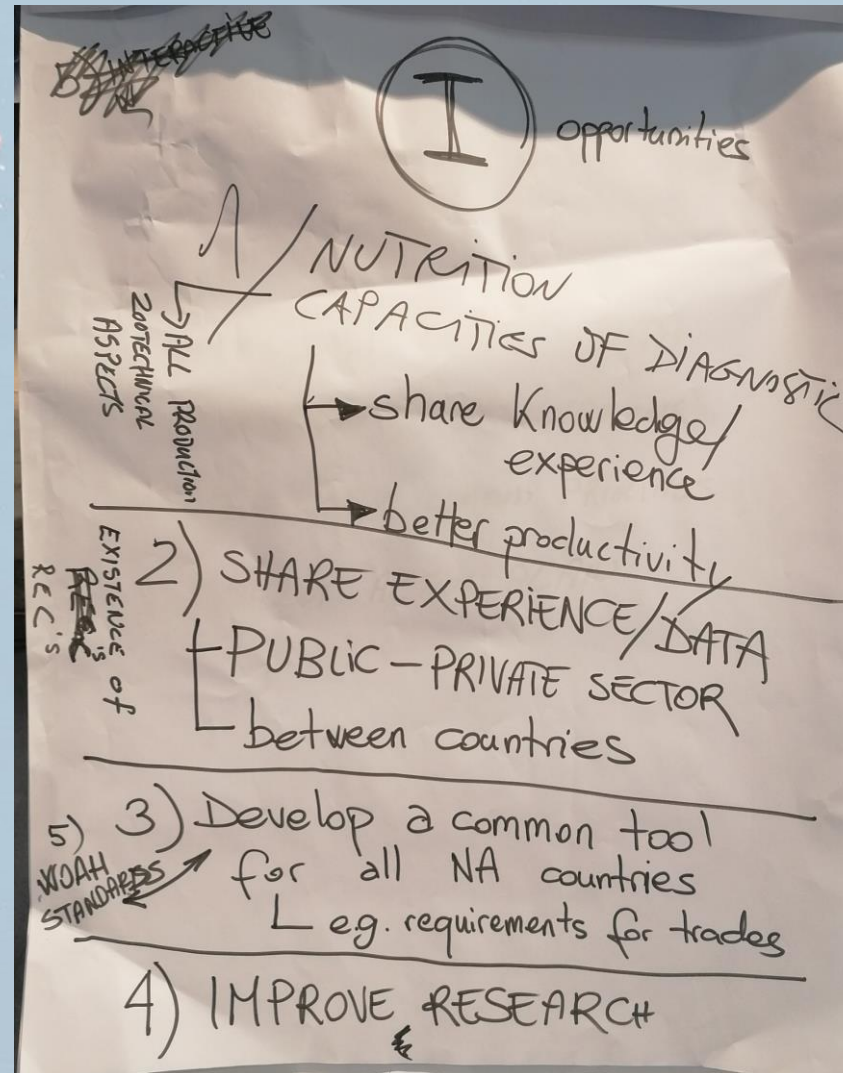 INTERACTIVE
I opportunities
1/ NUTRITION
CAPACITIES OF DIAGNOSTIC
→ALL PRODUCTION
ZOOTECHNICAL
ASPECTS
→share Knowledge/
experience
→better productivity
2) SHARE EXPERIENCE/DATA
PUBLIC-PRIVATE SECTOR
between countries
EXISTENCE of
REC's
3) Develop a common tool
for all NA countries
eg. requirements for trades
5)
WOAH
STANDARDS
4) IMPROVE RESEARCH